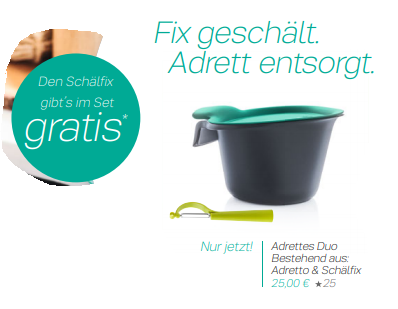 Fix geschält.
Adrett entsorgt.
Den Schälfix
gibt's im Set
gratis*
Nur jetzt!
Adrettes Duo
Bestehend aus:
Adretto & Schälfix
25,00 € ★25